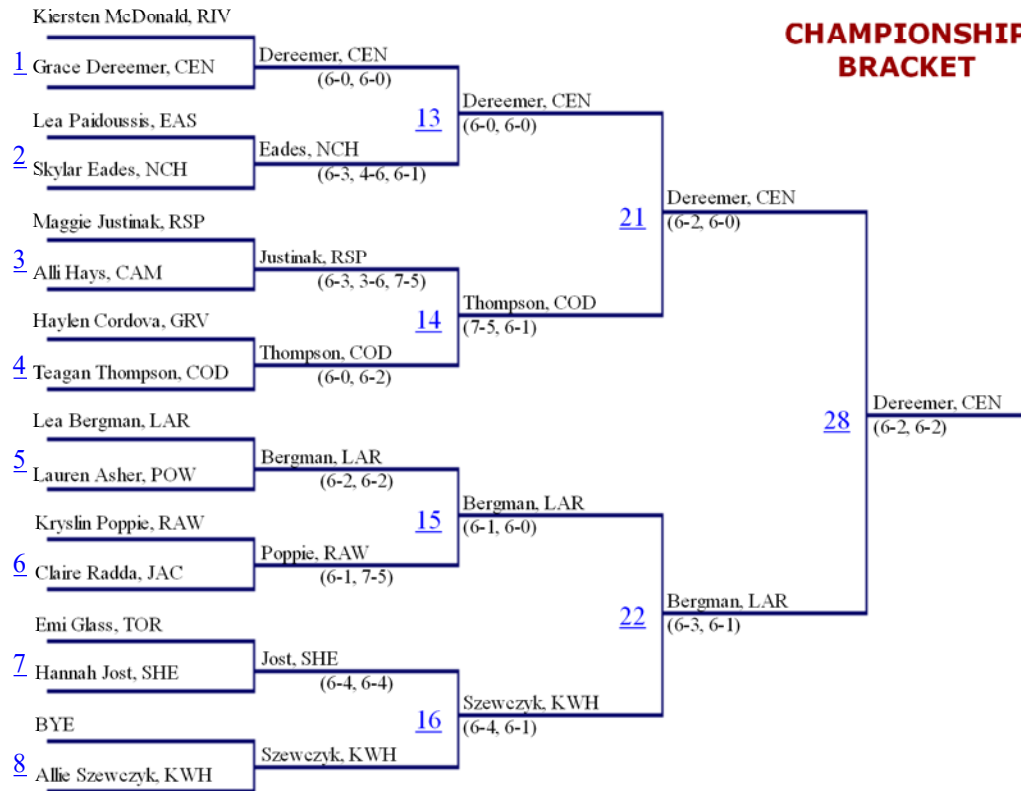 CHAMPIONSHIP
BRACKET
Kiersten McDonald, RIV
1
Grace Dereemer, CEN
Dereemer, CEN
(6-0, 6-0)
Lea Paidoussis, EAS
2
Skylar Eades, NCH
Eades, NCH
(6-3, 4-6, 6-1)
13
Dereemer, CEN
(6-0, 6-0)
Maggie Justinak, RSP
3
Alli Hays, CAM
Justinak, RSP
(6-3, 3-6, 7-5)
Haylen Cordova, GRV
4
Teagan Thompson, COD
Thompson, COD
(6-0, 6-2)
14
Thompson, COD
(7-5, 6-1)
21
Dereemer, CEN
(6-2, 6-0)
Lea Bergman, LAR
5
Lauren Asher, POW
Bergman, LAR
(6-2, 6-2)
Kryslin Poppie, RAW
6
Claire Radda, JAC
Poppie, RAW
(6-1, 7-5)
15
Bergman, LAR
(6-1, 6-0)
Emi Glass, TOR
7
Hannah Jost, SHE
Jost, SHE
(6-4, 6-4)
BYE
8
Allie Szewczyk, KWH
Szewczyk, KWH
16
Szewczyk, KWH
(6-4, 6-1)
22
Bergman, LAR
(6-3, 6-1)
28
Dereemer, CEN
(6-2, 6-2)